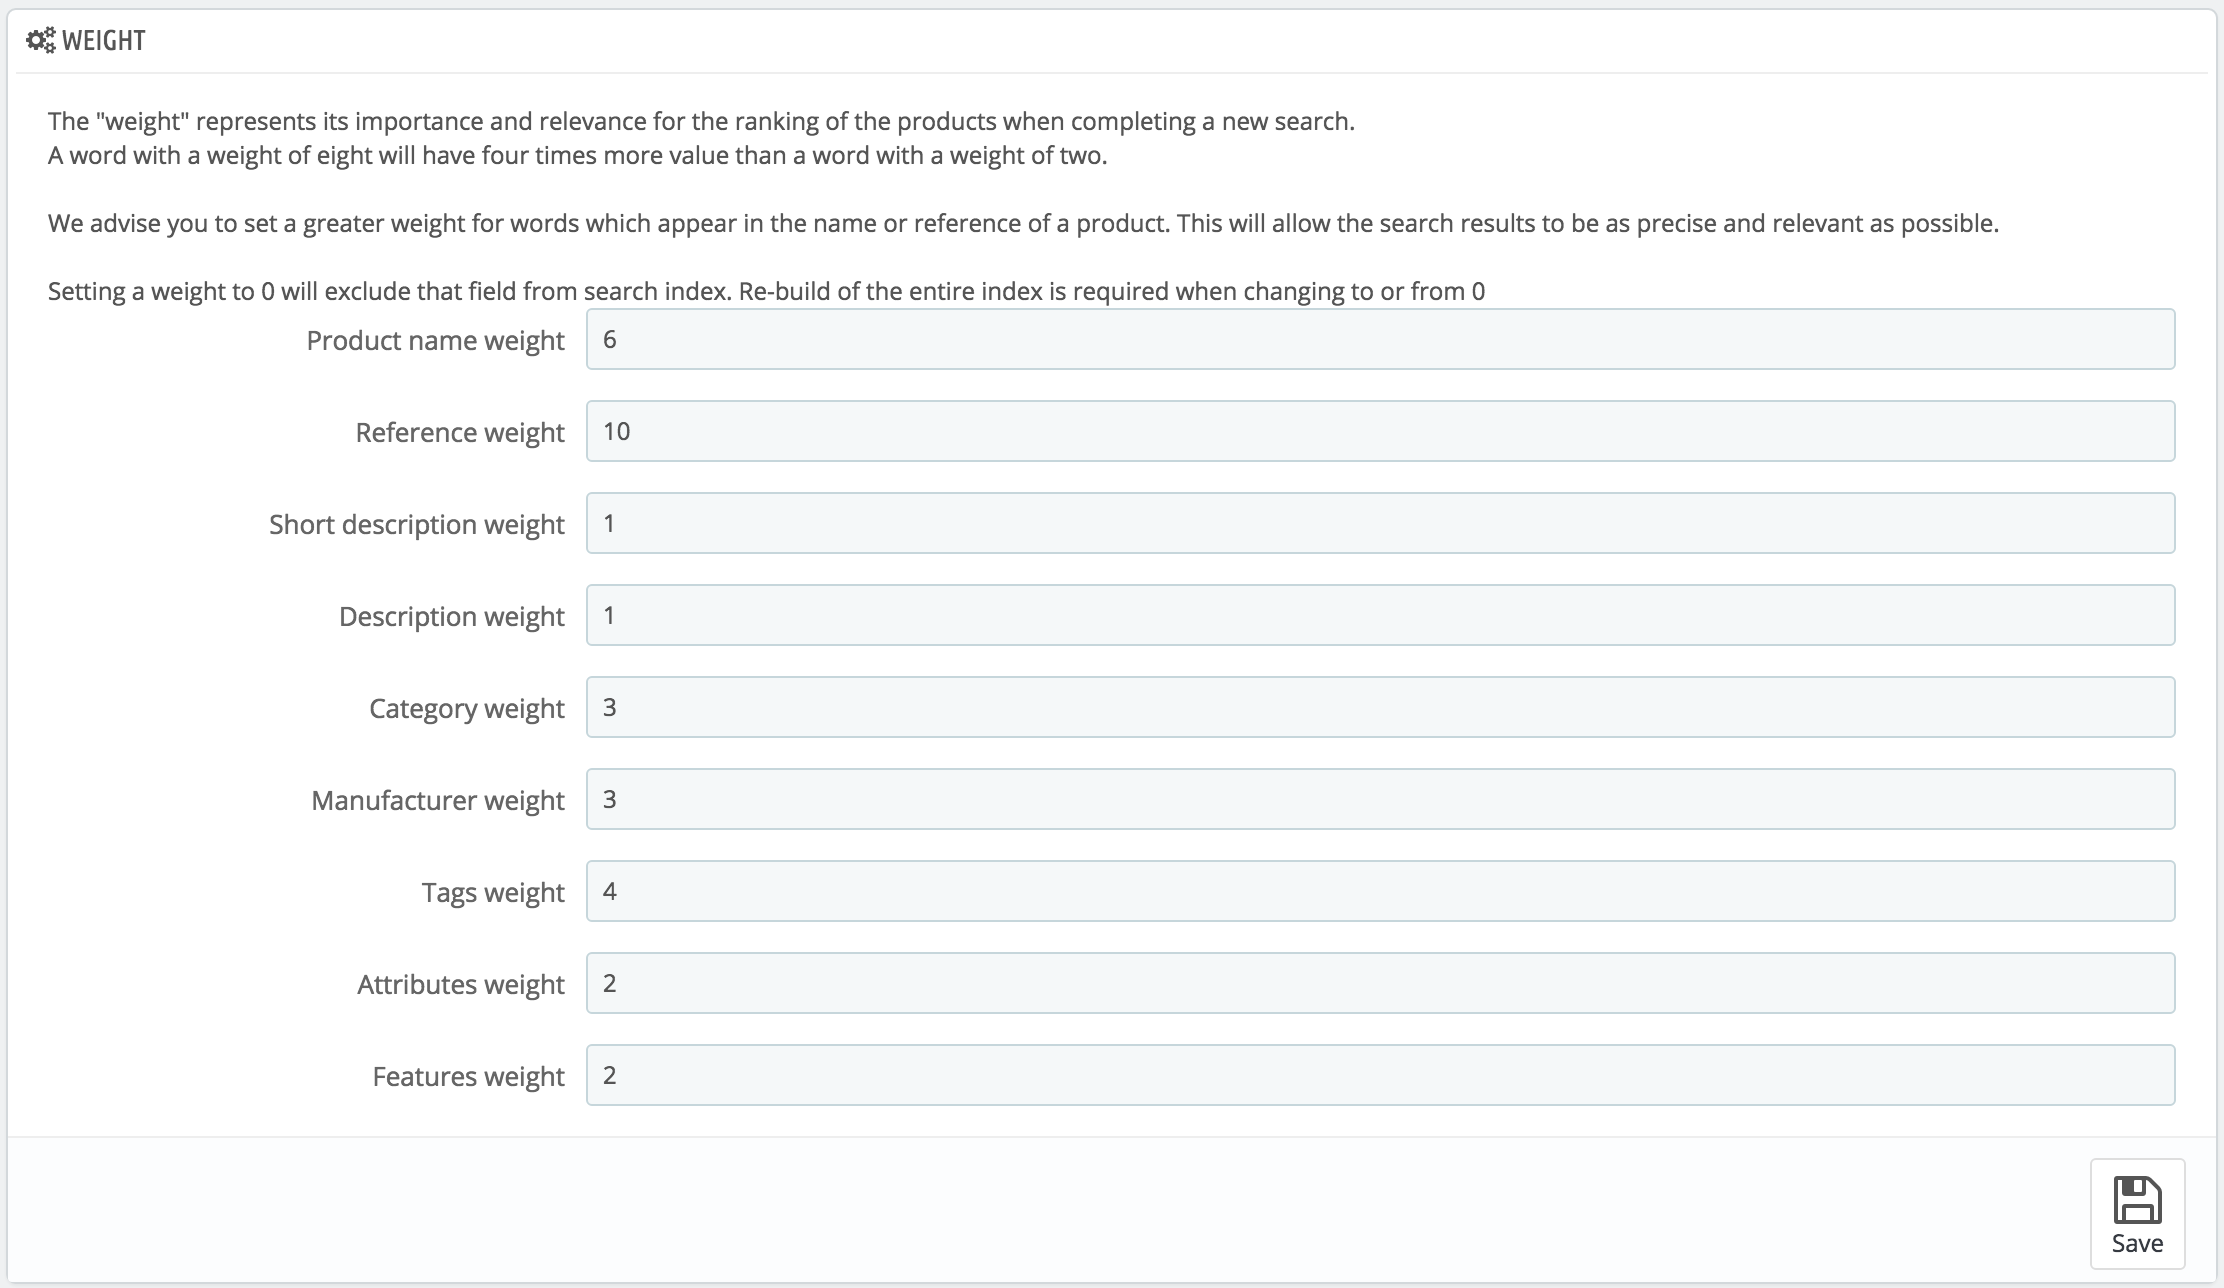 WEIGHT
The "weight" represents its importance and relevance for the ranking of the products when completing a new search.
A word with a weight of eight will have four times more value than a word with a weight of two.
We advise you to set a greater weight for words which appear in the name or reference of a product. This will allow the search results to be as precise and relevant as possible.
Setting a weight to 0 will exclude that field from search index. Re-build of the entire index is required when changing to or from 0
Product name weight 6
Reference weight 10
Short description weight 1
Description weight 1
Category weight 3
Manufacturer weight 3
Tags weight 4
Attributes weight 2
Features weight 2
Save